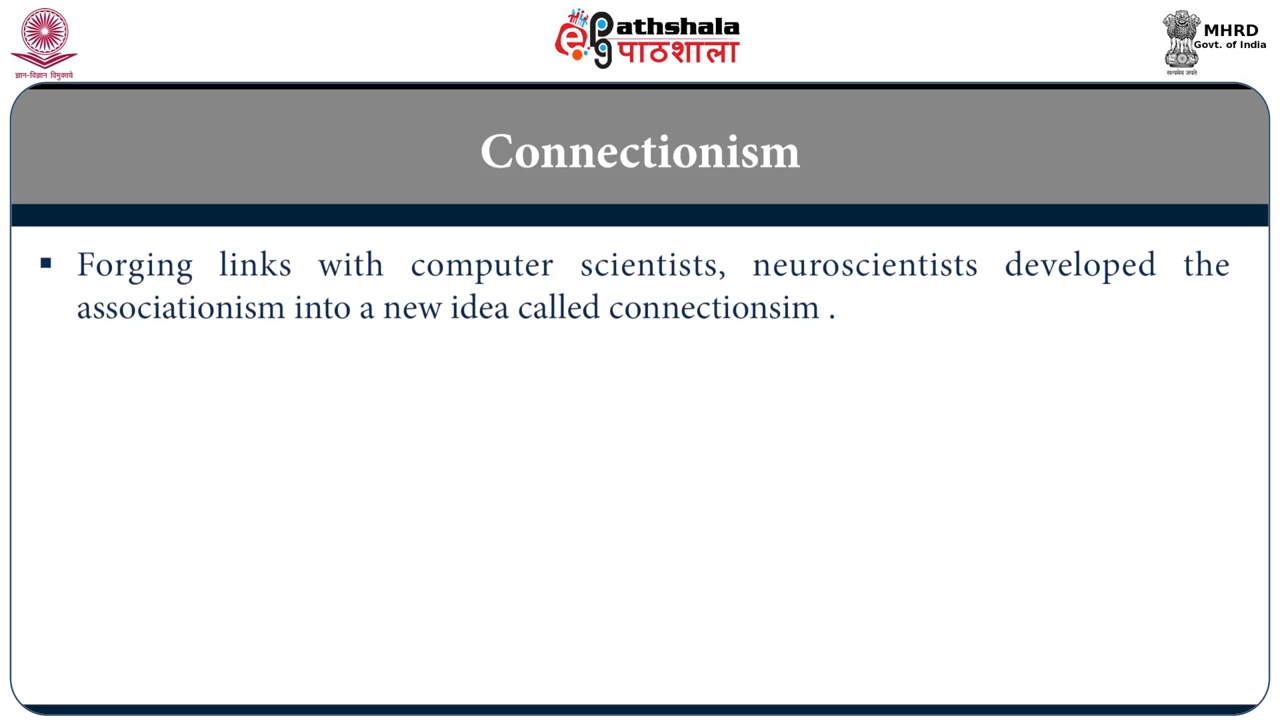 ज्ञान-विज्ञान विमुक्तये
ePG Pathshala
पाठशाला
MHRD
Govt. of India
सत्यमेव जयते
Connectionism
▪ Forging links with computer scientists, neuroscientists developed the
associationism into a new idea called connectionsim .